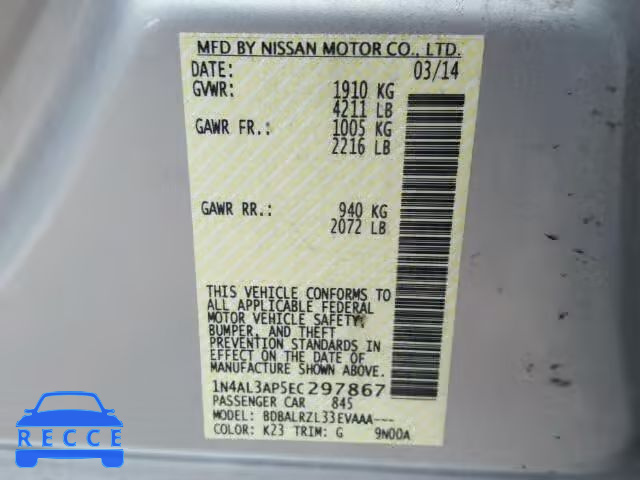 MFD BY NISSAN MOTOR CO., LTD.
DATE: 03/14
GVWR: 1910 KG
4211 LB
GAWR FR.: 1005 KG
2216 LB
GAWR RR.: 940 KG
2072 LB
THIS VEHICLE CONFORMS TO
ALL APPLICABLE FEDERAL
MOTOR VEHICLE SAFETY,
BUMPER, AND THEFT
PREVENTION STANDARDS
IN EFFECT ON THE DATE OF
MANUFACTURE SHOWN ABOVE.
1N4AL3AP5EC297867
PASSENGER CAR 845
MODEL: BDBALRZL33EVAAA---
COLOR: K23 TRIM: G 9N00A
RECCE